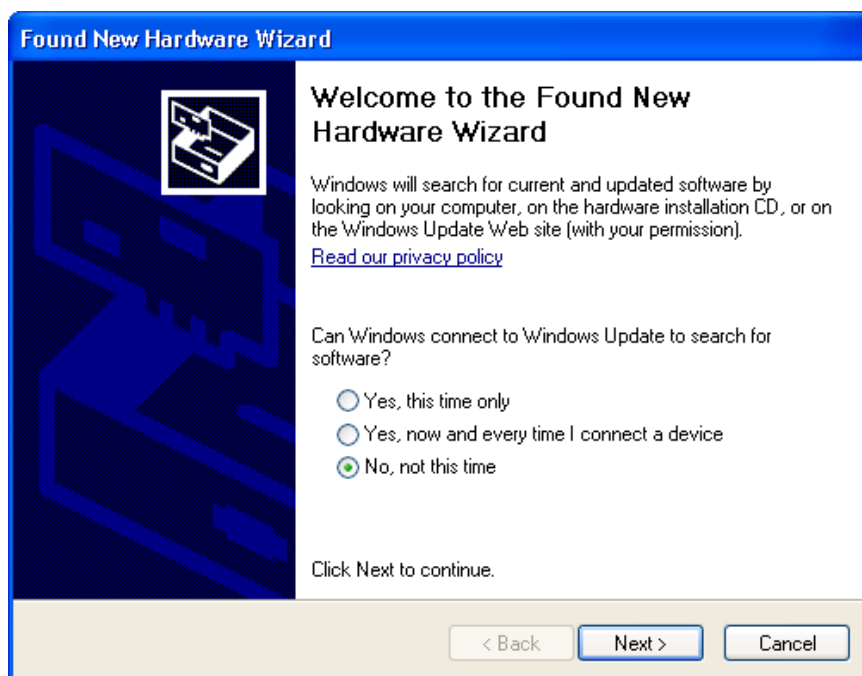 Found New Hardware Wizard
Welcome to the Found New
Hardware Wizard
Windows will search for current and updated software by
looking on your computer, on the hardware installation CD, or on
the Windows Update Web site (with your permission).
Read our privacy policy
Can Windows connect to Windows Update to search for
software?
Yes, this time only
Yes, now and every time I connect a device
No, not this time
Click Next to continue.
< Back Next > Cancel